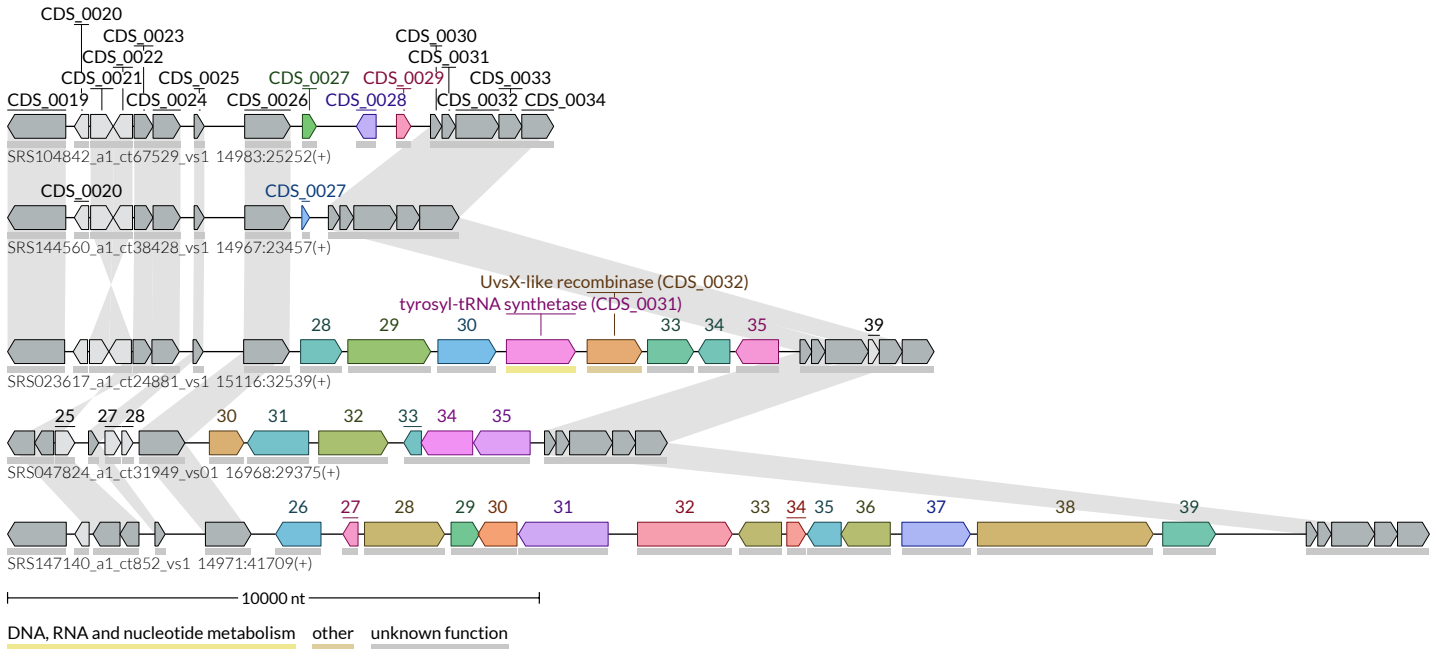 CDS_0020
CDS_0023 CDS_0030
CDS_0022 CDS_0031
CDS_0021 CDS_0025 CDS_0027 CDS_0029 CDS_0033
CDS_0019 CDS_0024 CDS_0026 CDS_0028 CDS_0032 CDS_0034
SRS104842_a1_ct67529_vs1 14983:25252(+)
CDS_0020 CDS_0027
SRS144560_a1_ct38428_vs1 14967:23457(+)
UvsX-like recombinase (CDS_0032)
tyrosyl-tRNA synthetase (CDS_0031)
28 29 30 33 34 35 39
SRS023617_a1_ct24881_vs1 15116:32539(+)
25 27 28 30 31 32 33 34 35
SRS047824_a1_ct31949_vs01 16968:29375(+)
26 27 28 29 30 31 32 33 34 35 36 37 38 39
SRS147140_a1_ct852_vs1 14971:41709(+)
10000 nt
DNA, RNA and nucleotide metabolism other unknown function